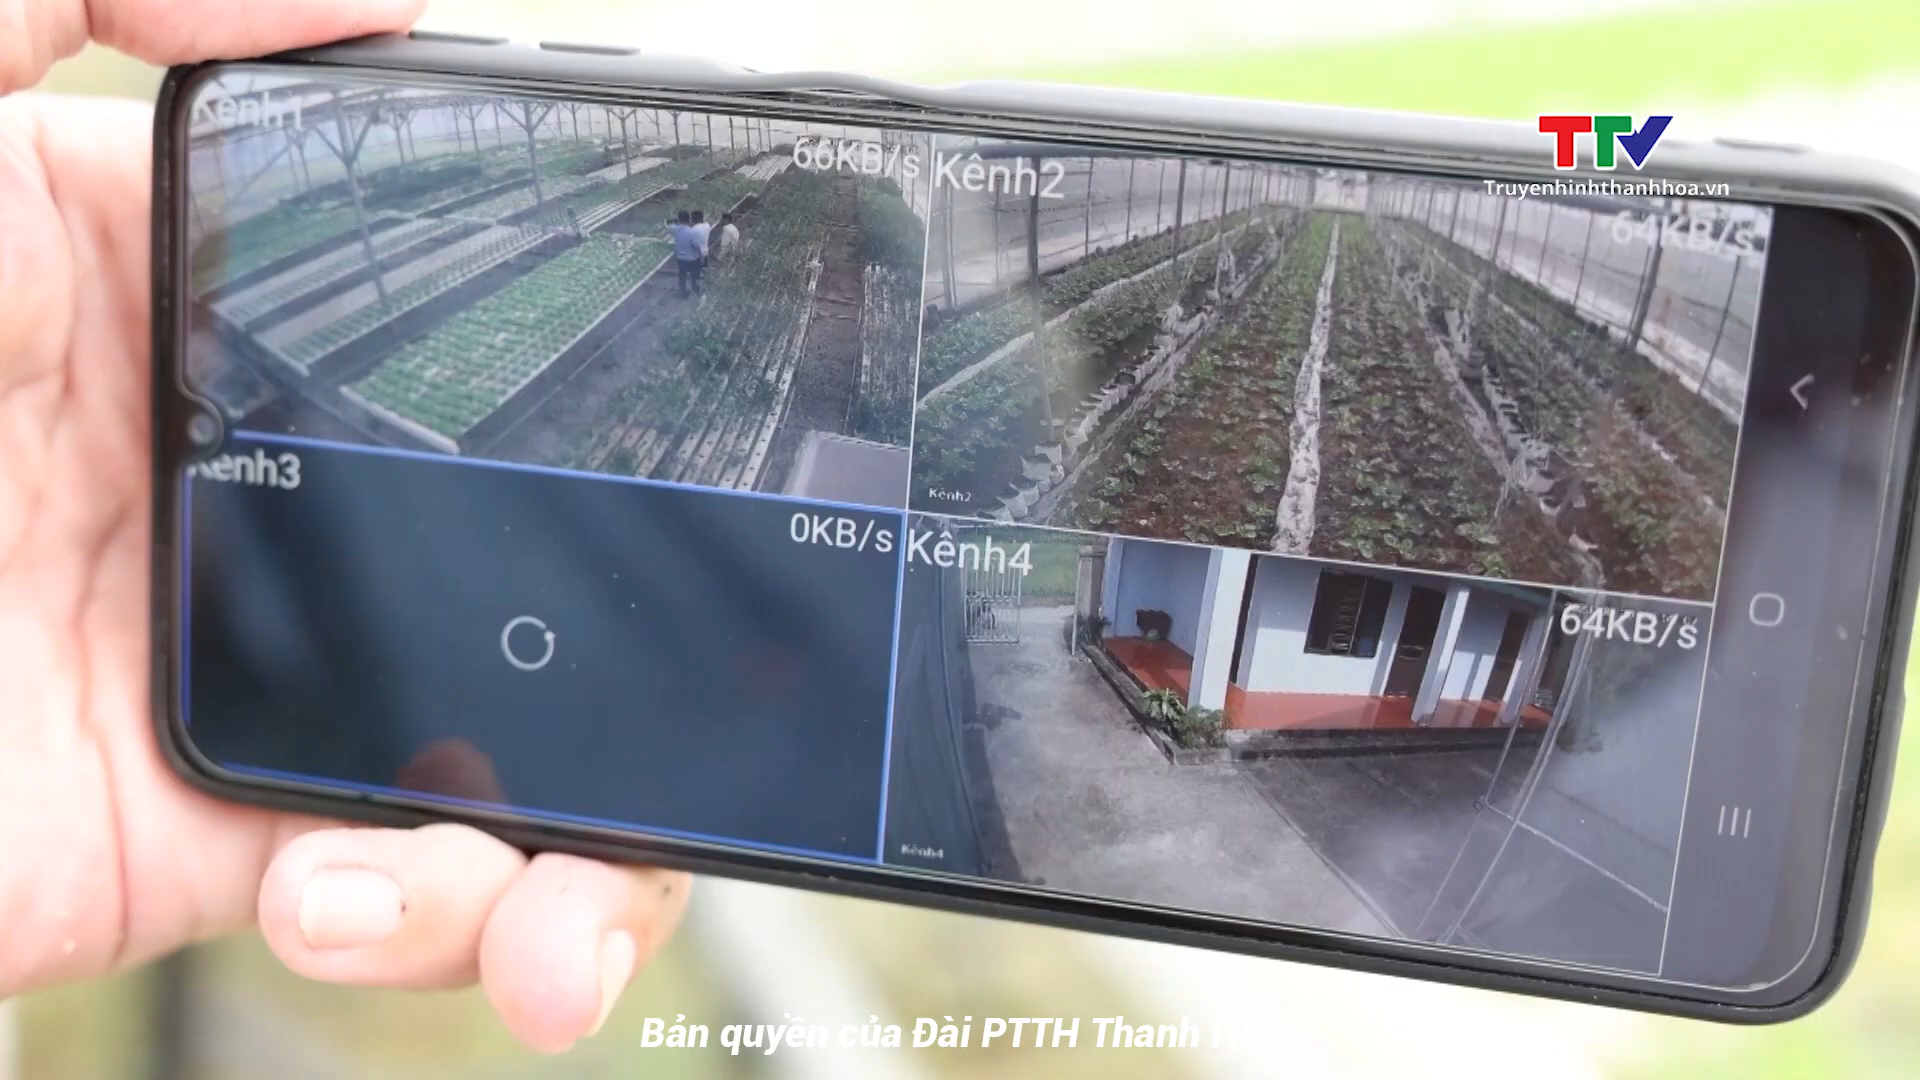 Kênh1
66KB/s
Kênh2
64KB/s
TTV
Truyenhinhthanhhoa.vn
Kênh2
Kênh3
0KB/s
Kênh4
64KB/s
Kênh4
Bản quyền của Đài PTTH Thanh